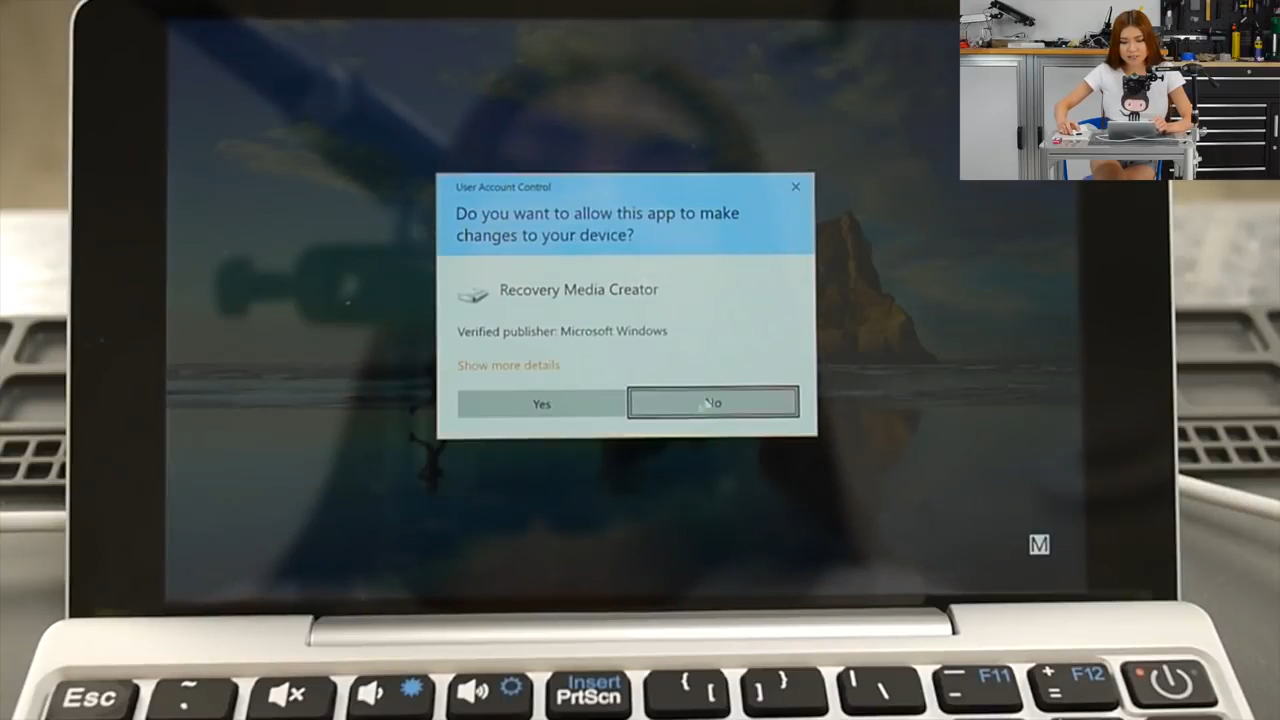 User Account Control
Do you want to allow this app to make
changes to your device?
Recovery Media Creator
Verified publisher: Microsoft Windows
Show more details
Yes No
M
Esc
~
Insert
PrtScn
{ [
] }
| \
— - F11
+ = F12